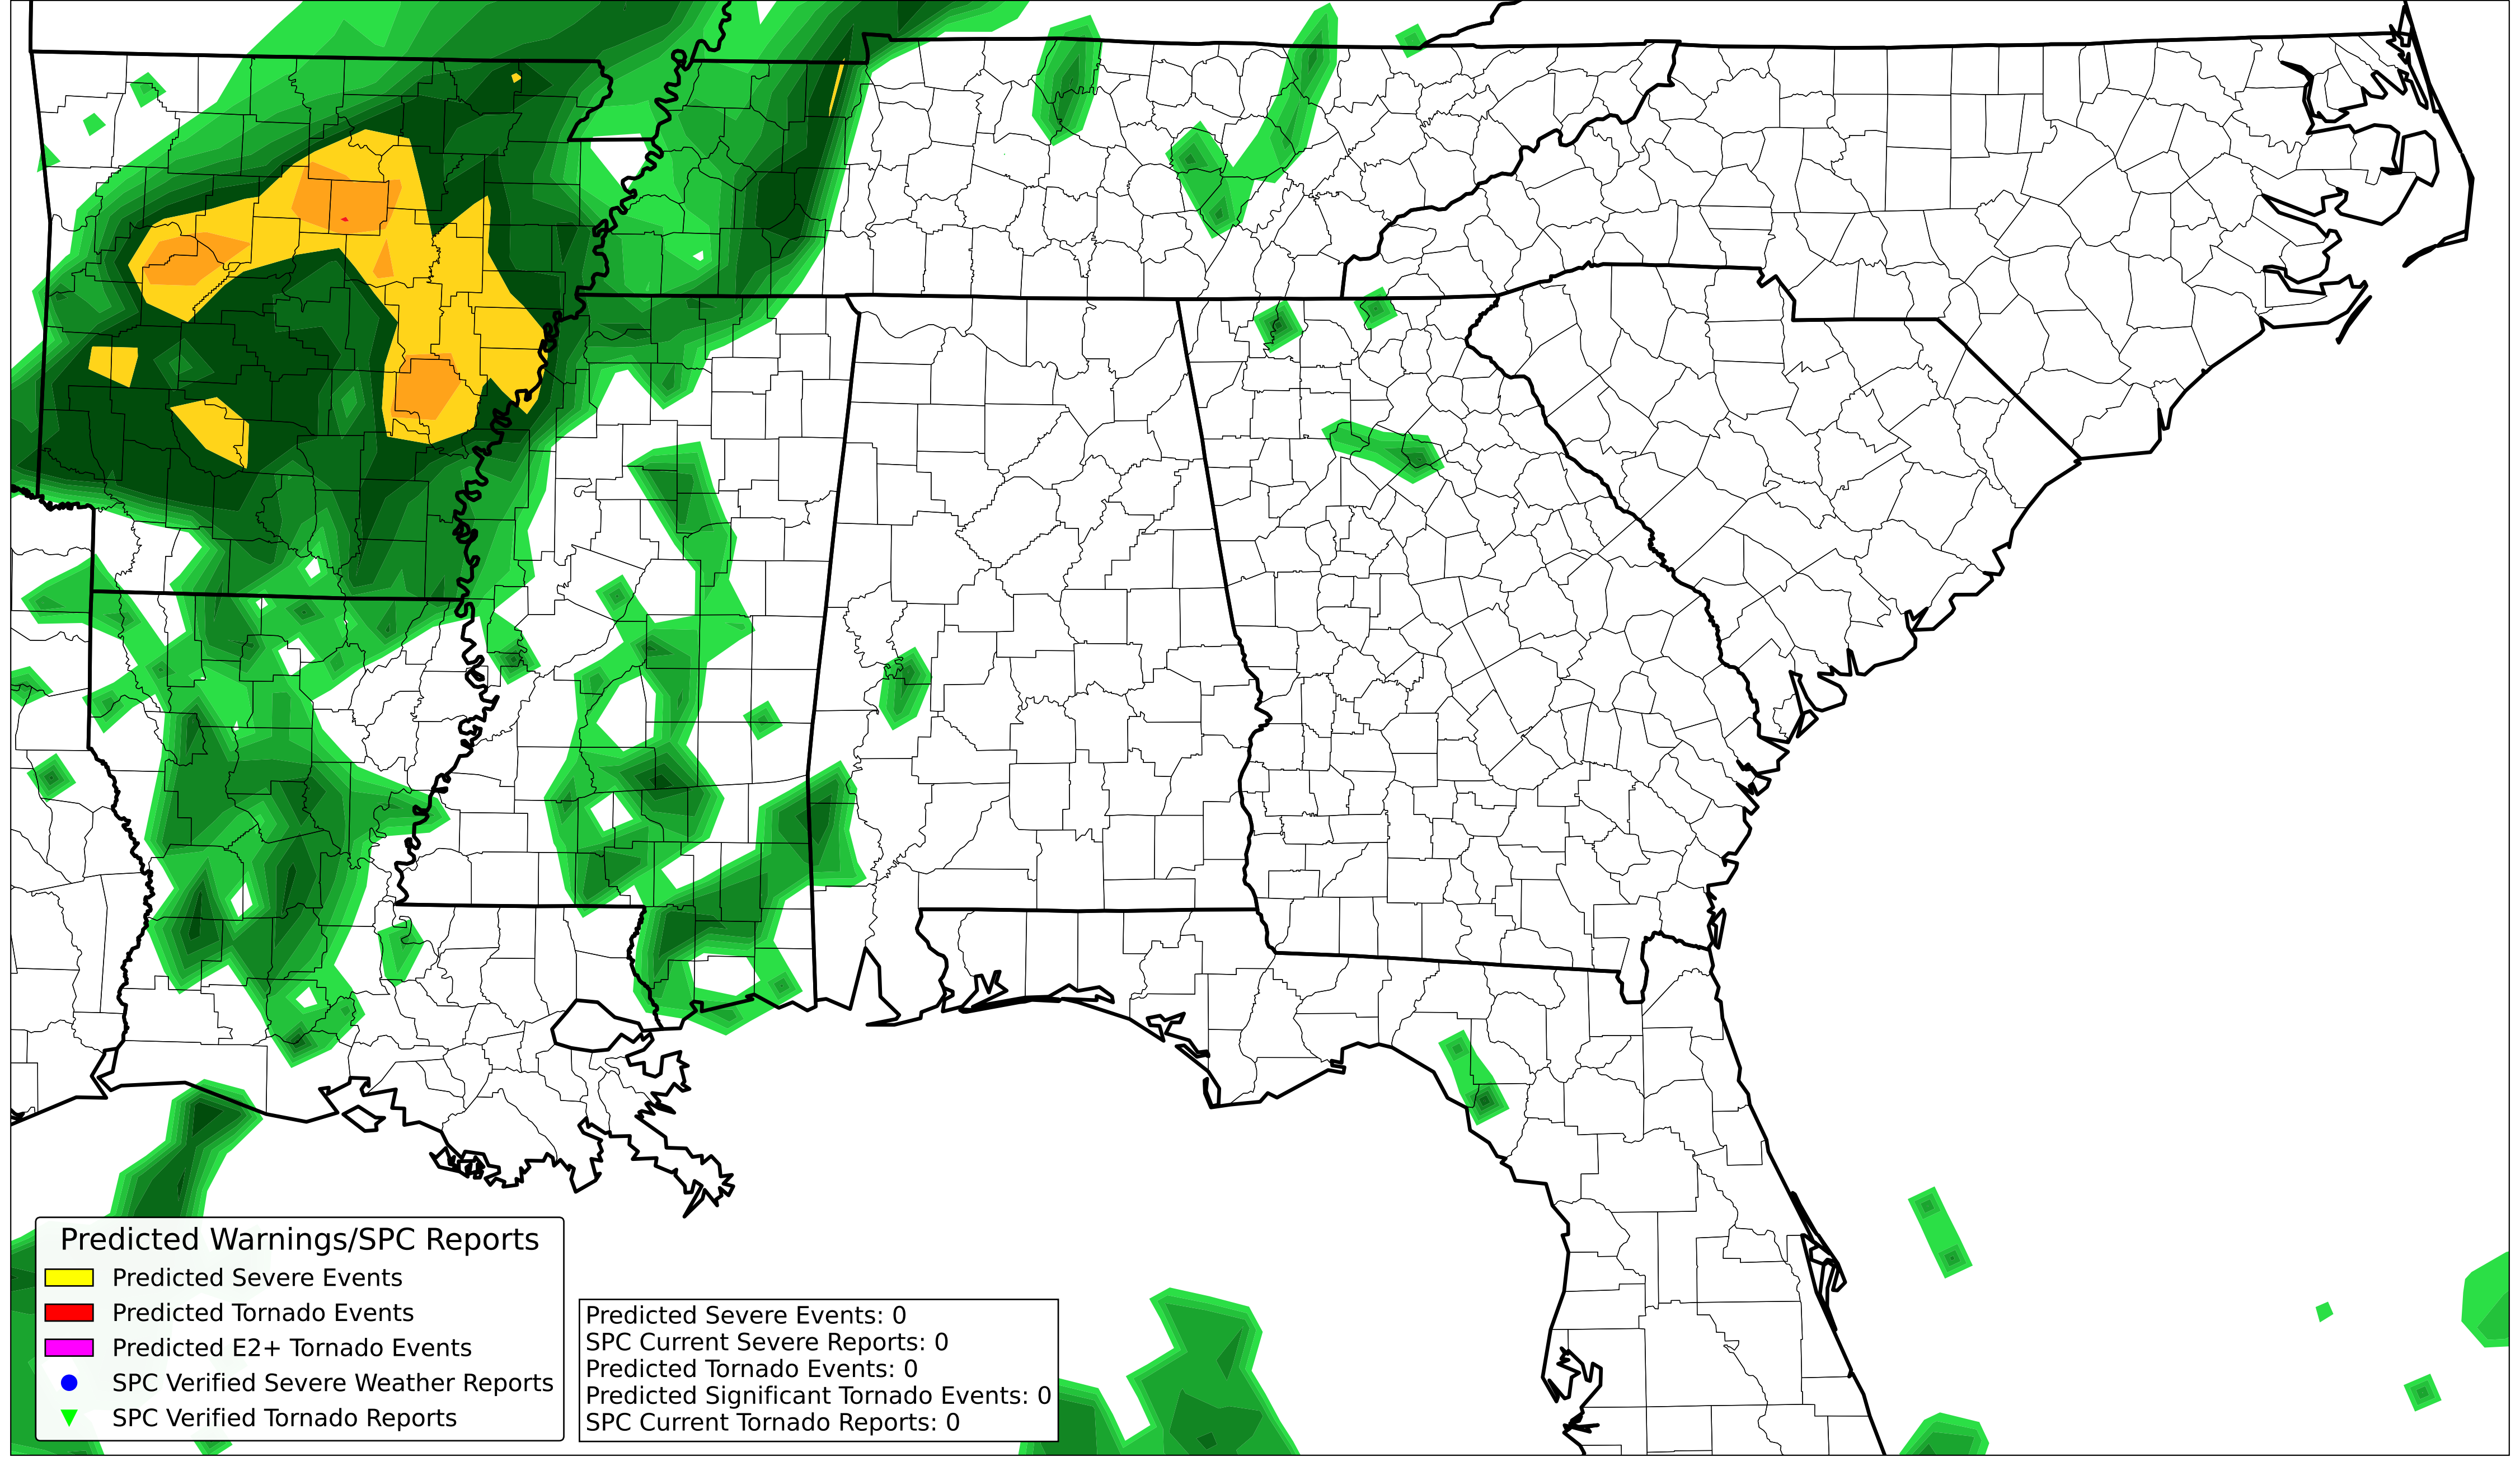 Predicted Warnings/SPC Reports
Predicted Severe Events
Predicted Tornado Events
Predicted E2+ Tornado Events
SPC Verified Severe Weather Reports
SPC Verified Tornado Reports
Predicted Severe Events: 0
SPC Current Severe Reports: 0
Predicted Tornado Events: 0
Predicted Significant Tornado Events: 0
SPC Current Tornado Reports: 0